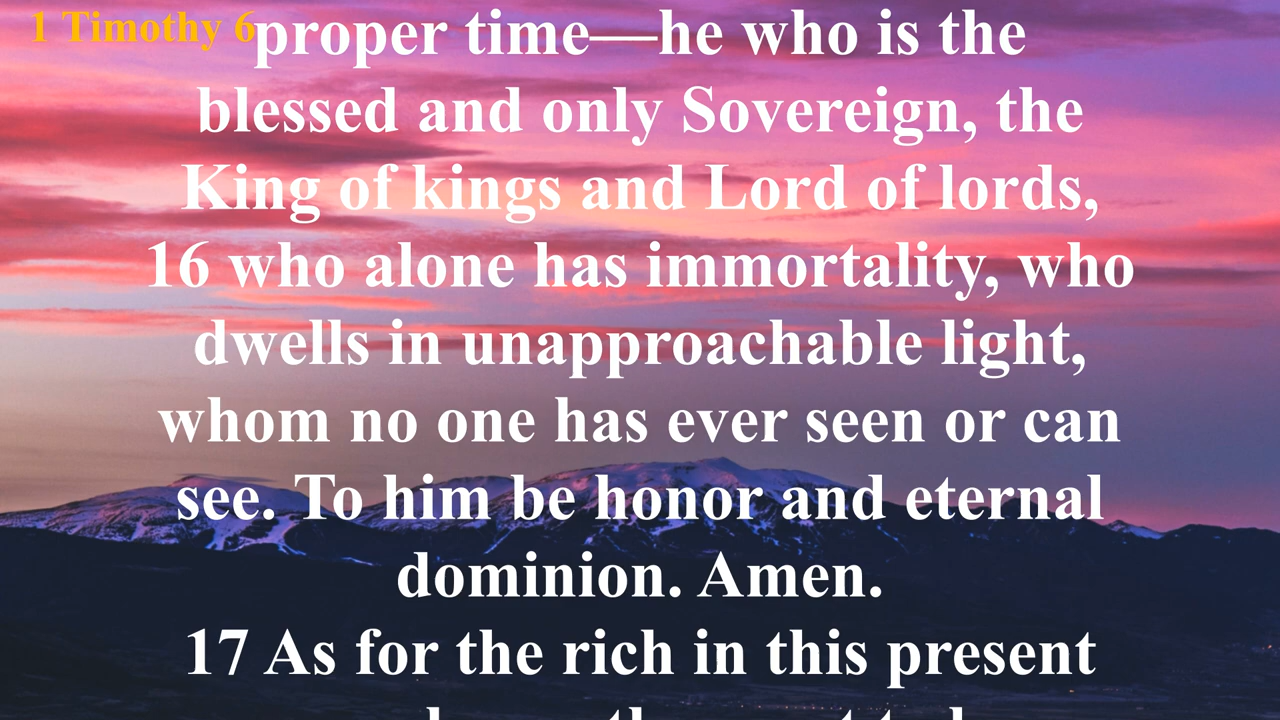 1 Timothy 6
proper time—he who is the
blessed and only Sovereign, the
King of kings and Lord of lords,
16 who alone has immortality, who
dwells in unapproachable light,
whom no one has ever seen or can
see. To him be honor and eternal
dominion. Amen.
17 As for the rich in this present